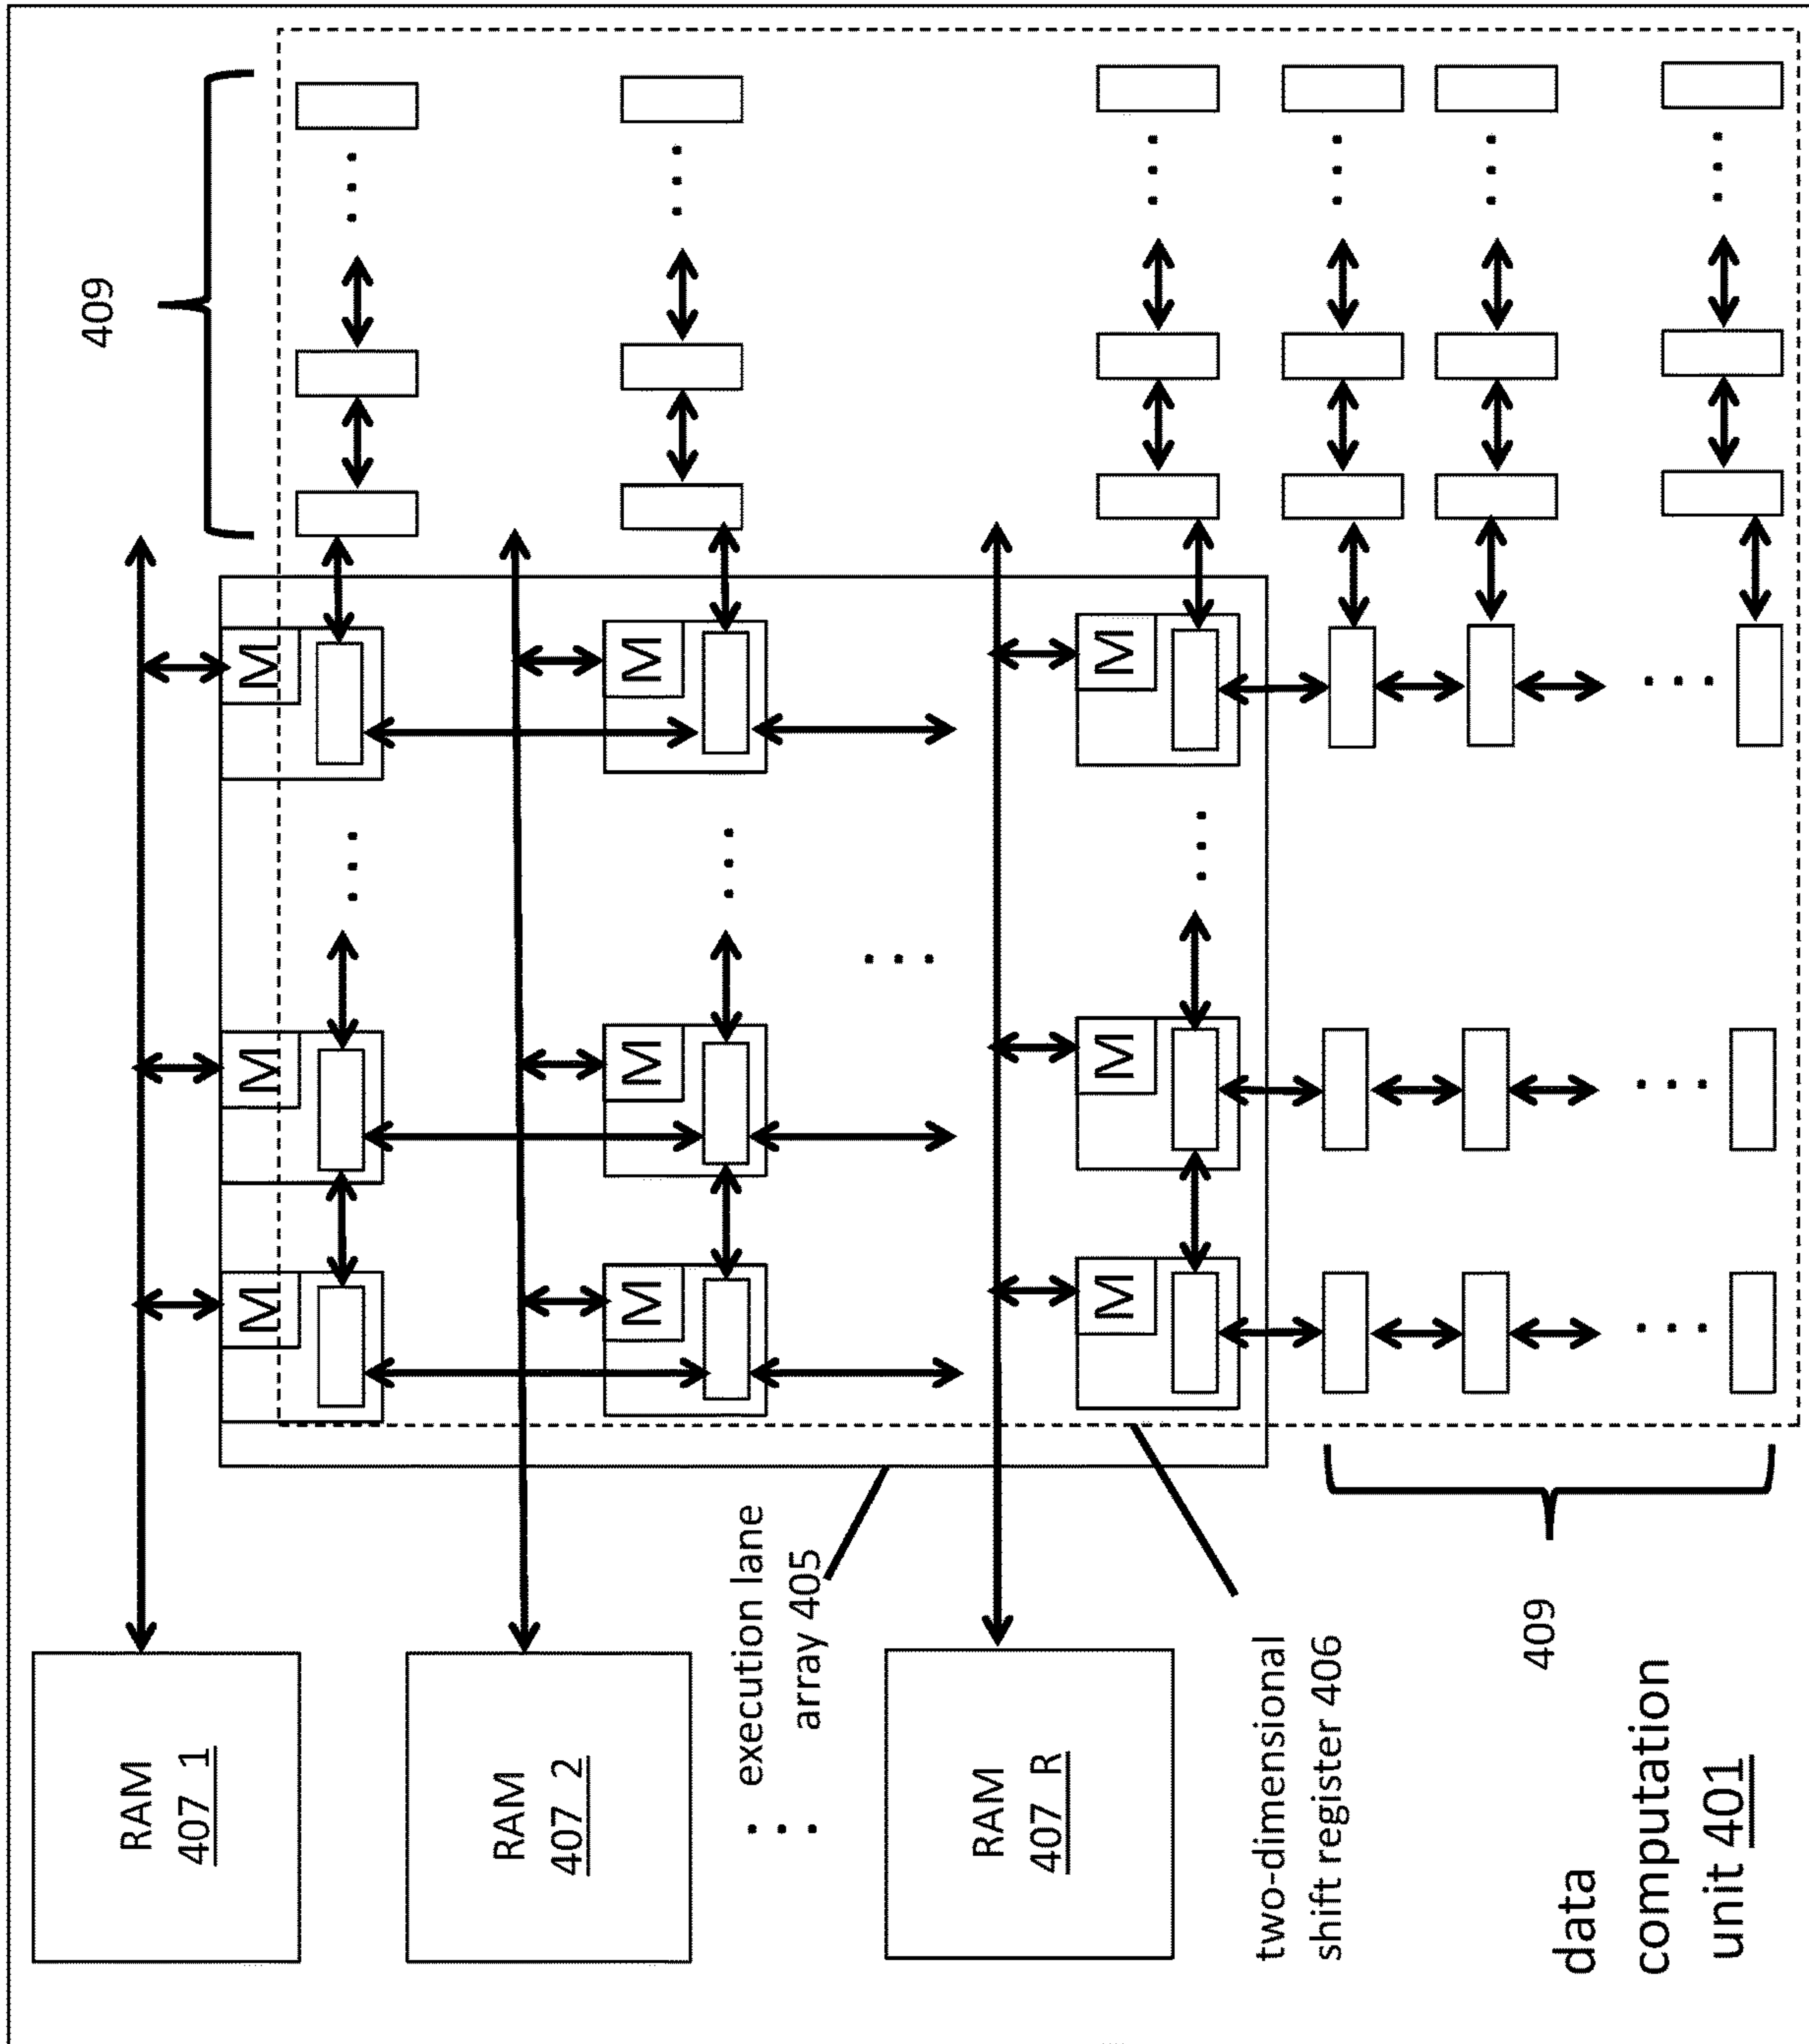 409
M
M
M
M
M
M
M
M
M
RAM
407_1
RAM
407_2
execution lane
array 405
RAM
407_R
two-dimensional
shift register 406
409
data
computation
unit 401